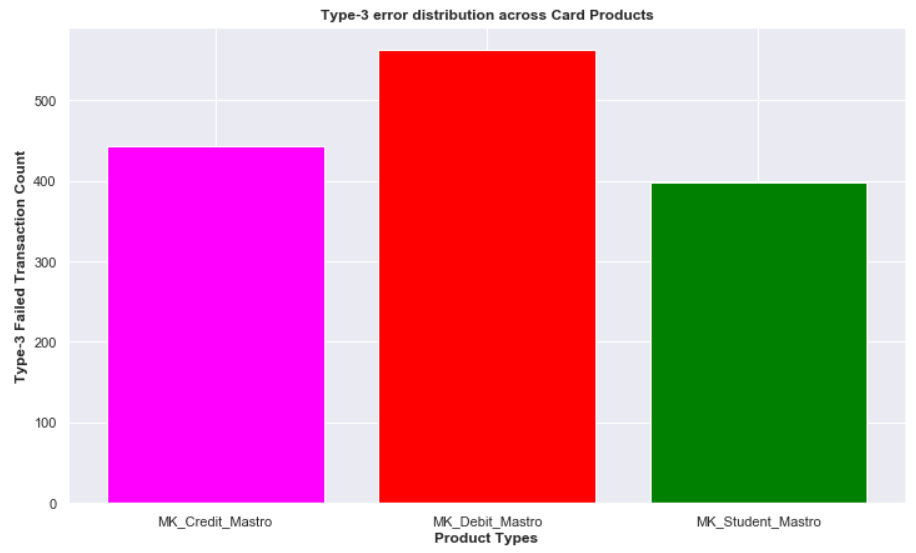 Type-3 error distribution across Card Products
Type-3 Failed Transaction Count
500
400
300
200
100
0
MK_Credit_Mastro
MK_Debit_Mastro
MK_Student_Mastro
Product Types